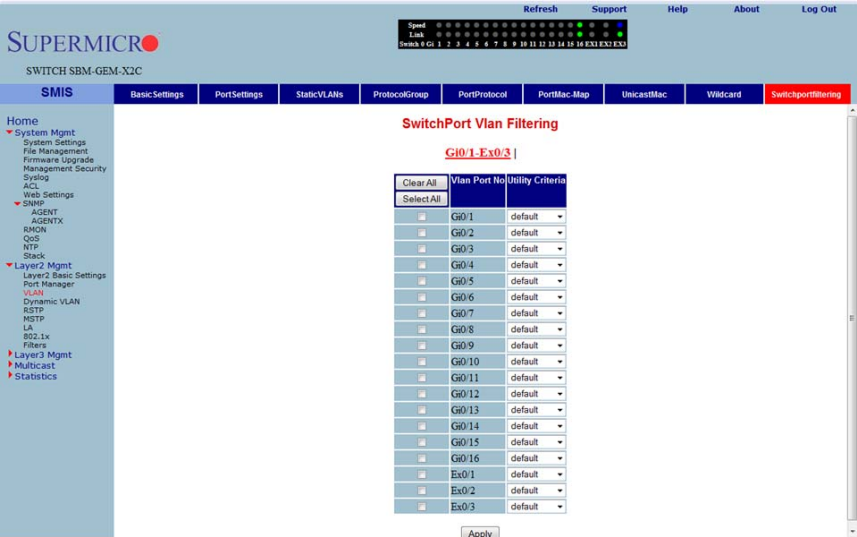 Refresh Support Help About Log Out
Speed
Link
Switch 0 Gi 1 2 3 4 5 6 7 8 9 10 11 12 13 14 15 16 EX1 EX2 EX3
SUPERMICRO
SWITCH SBM-GEM-X2C
SMIS BasicSettings PortSettings StaticVLANs ProtocolGroup PortProtocol PortMac-Map UnicastMac Wildcard Switchportfiltering
Home
System Mgmt
System Settings
File Management
Firmware Upgrade
Management Security
Syslog
ACL
Web Settings
SNMP
AGENT
AGENTX
RMON
QoS
NTP
Stack
Layer2 Mgmt
Layer2 Basic Settings
Port Manager
VLAN
Dynamic VLAN
RSTP
MSTP
LA
802.1x
Filters
Layer3 Mgmt
Multicast
Statistics
SwitchPort Vlan Filtering
Gi0/1-Ex0/3 |
Clear All Vlan Port No Utility Criteria
Select All
Gi0/1 default
Gi0/2 default
Gi0/3 default
Gi0/4 default
Gi0/5 default
Gi0/6 default
Gi0/7 default
Gi0/8 default
Gi0/9 default
Gi0/10 default
Gi0/11 default
Gi0/12 default
Gi0/13 default
Gi0/14 default
Gi0/15 default
Gi0/16 default
Ex0/1 default
Ex0/2 default
Ex0/3 default
Apply